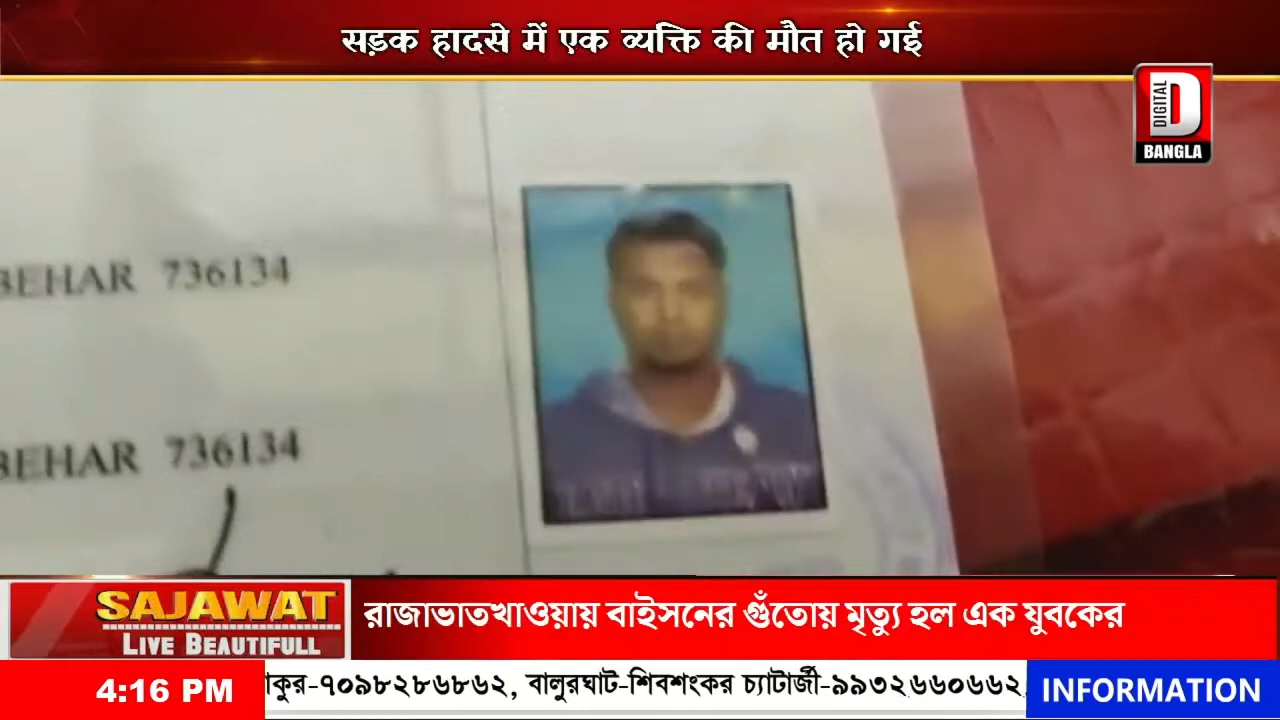 सड़क हादसे में एक व्यक्ति की मौत हो गई
DIGITAL
D
BANGLA
BEHAR 736134
BEHAR 736134
SAJAWAT
LIVE BEAUTIFULL
রাজাভাতখাওয়ায় বাইসনের গুঁতোয় মৃত্যু হল এক যুবকের
4:16 PM
াকুর-৭০৯৮২৮৬৮৬২, বালুরঘাট-শিবশংকর চ্যাটার্জী-৯৯৩২৬৬০৬৬২,
INFORMATION